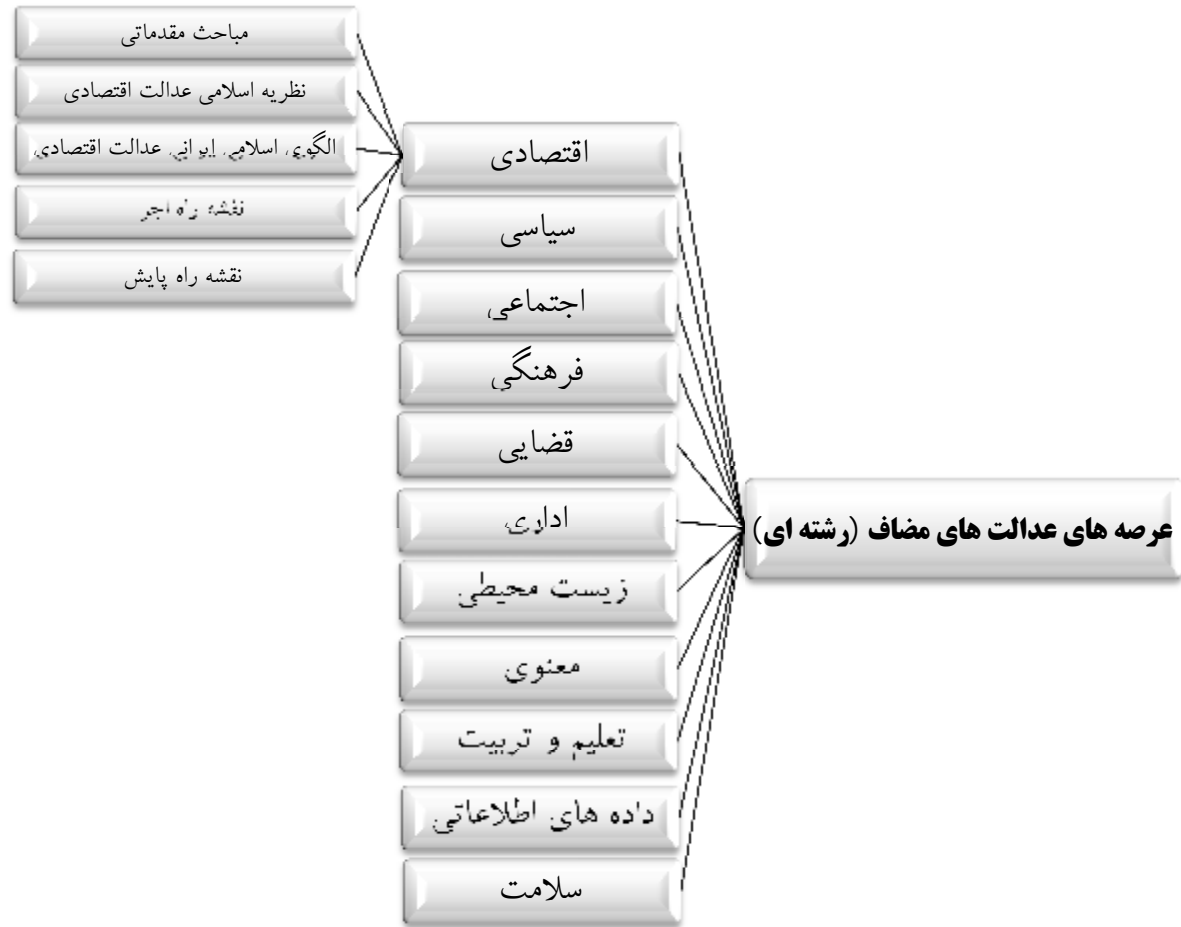 عرصه های عدالت های مضاف (رشته ای)
اقتصادی
سیاسی
اجتماعی
فرهنگی
قضایی
اداری
زیست محیطی
معنوی
تعلیم و تربیت
داده های اطلاعاتی
سلامت
مباحث مقدماتی
نظریه اسلامی عدالت اقتصادی
الگوی اسلامی ایرانی عدالت اقتصادی
نقشه راه اجر
نقشه راه پایش